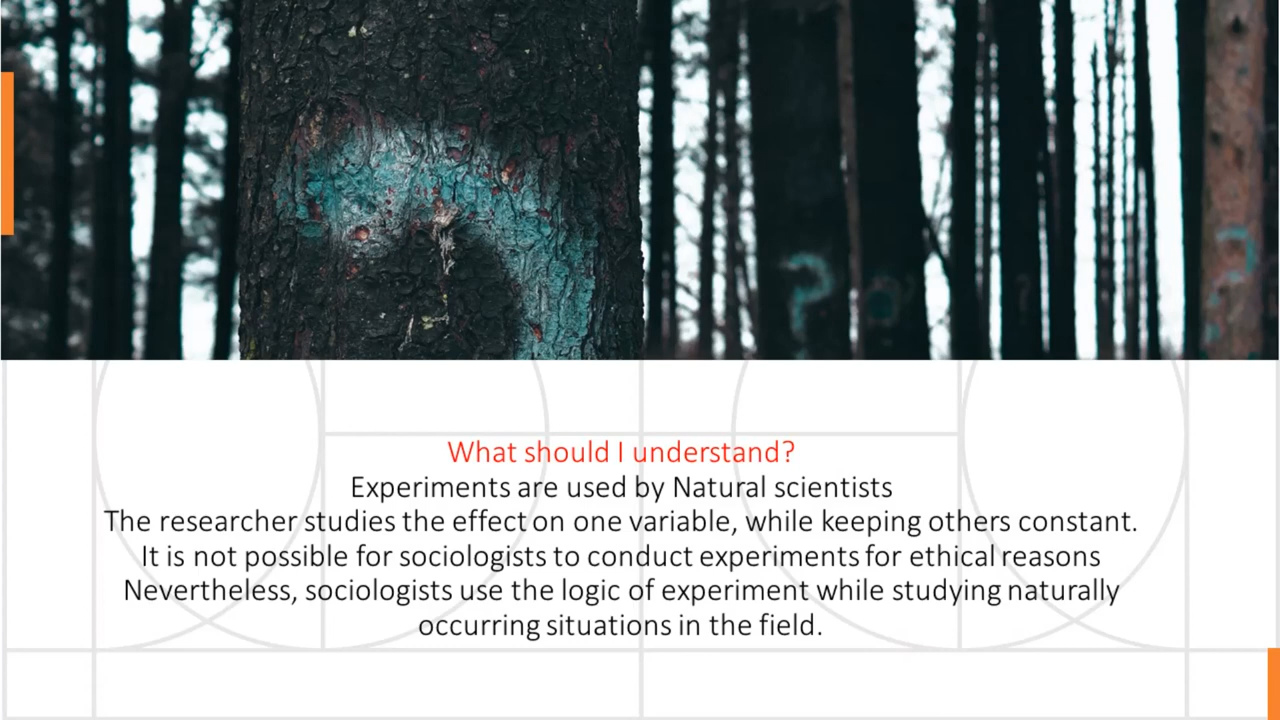 What should I understand?
Experiments are used by Natural scientists
The researcher studies the effect on one variable, while keeping others constant.
It is not possible for sociologists to conduct experiments for ethical reasons
Nevertheless, sociologists use the logic of experiment while studying naturally
occurring situations in the field.